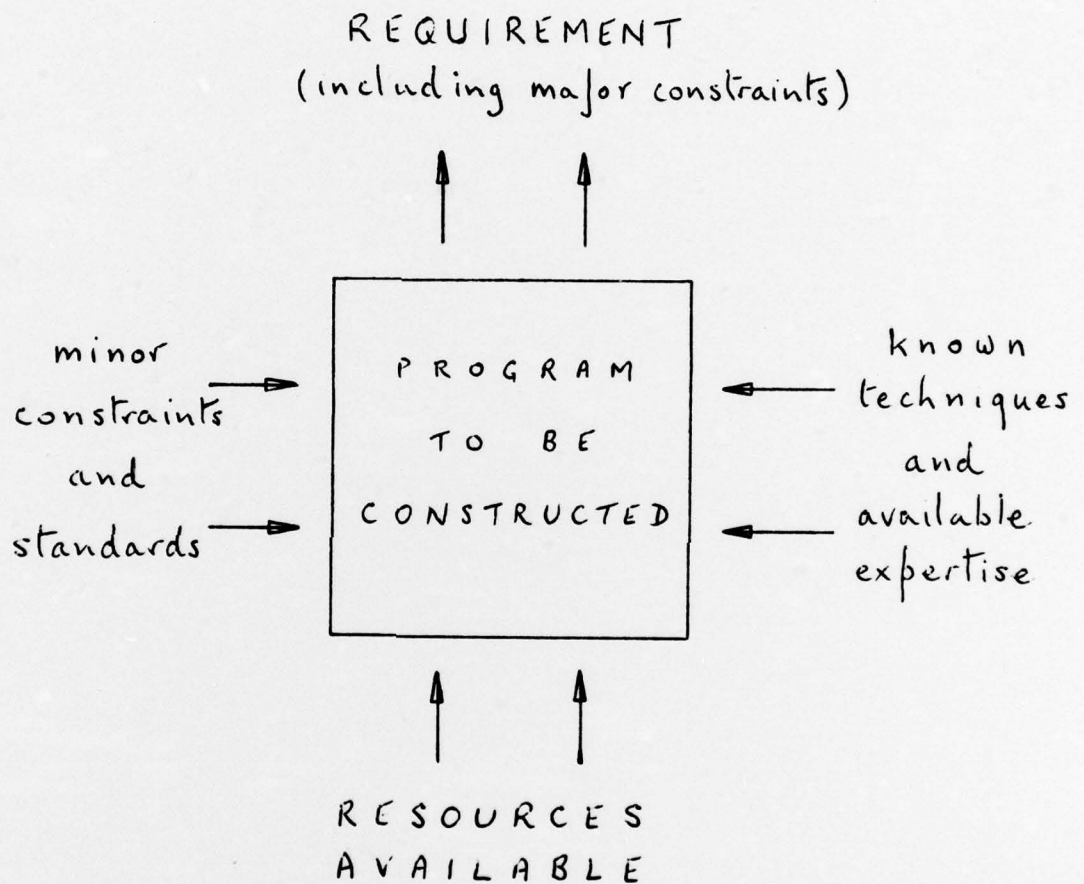 REQUIREMENT
(including major constraints)
minor
constraints
and
standards
PROGRAM
TO BE
CONSTRUCTED
known
techniques
and
available
expertise
RESOURCES
AVAILABLE